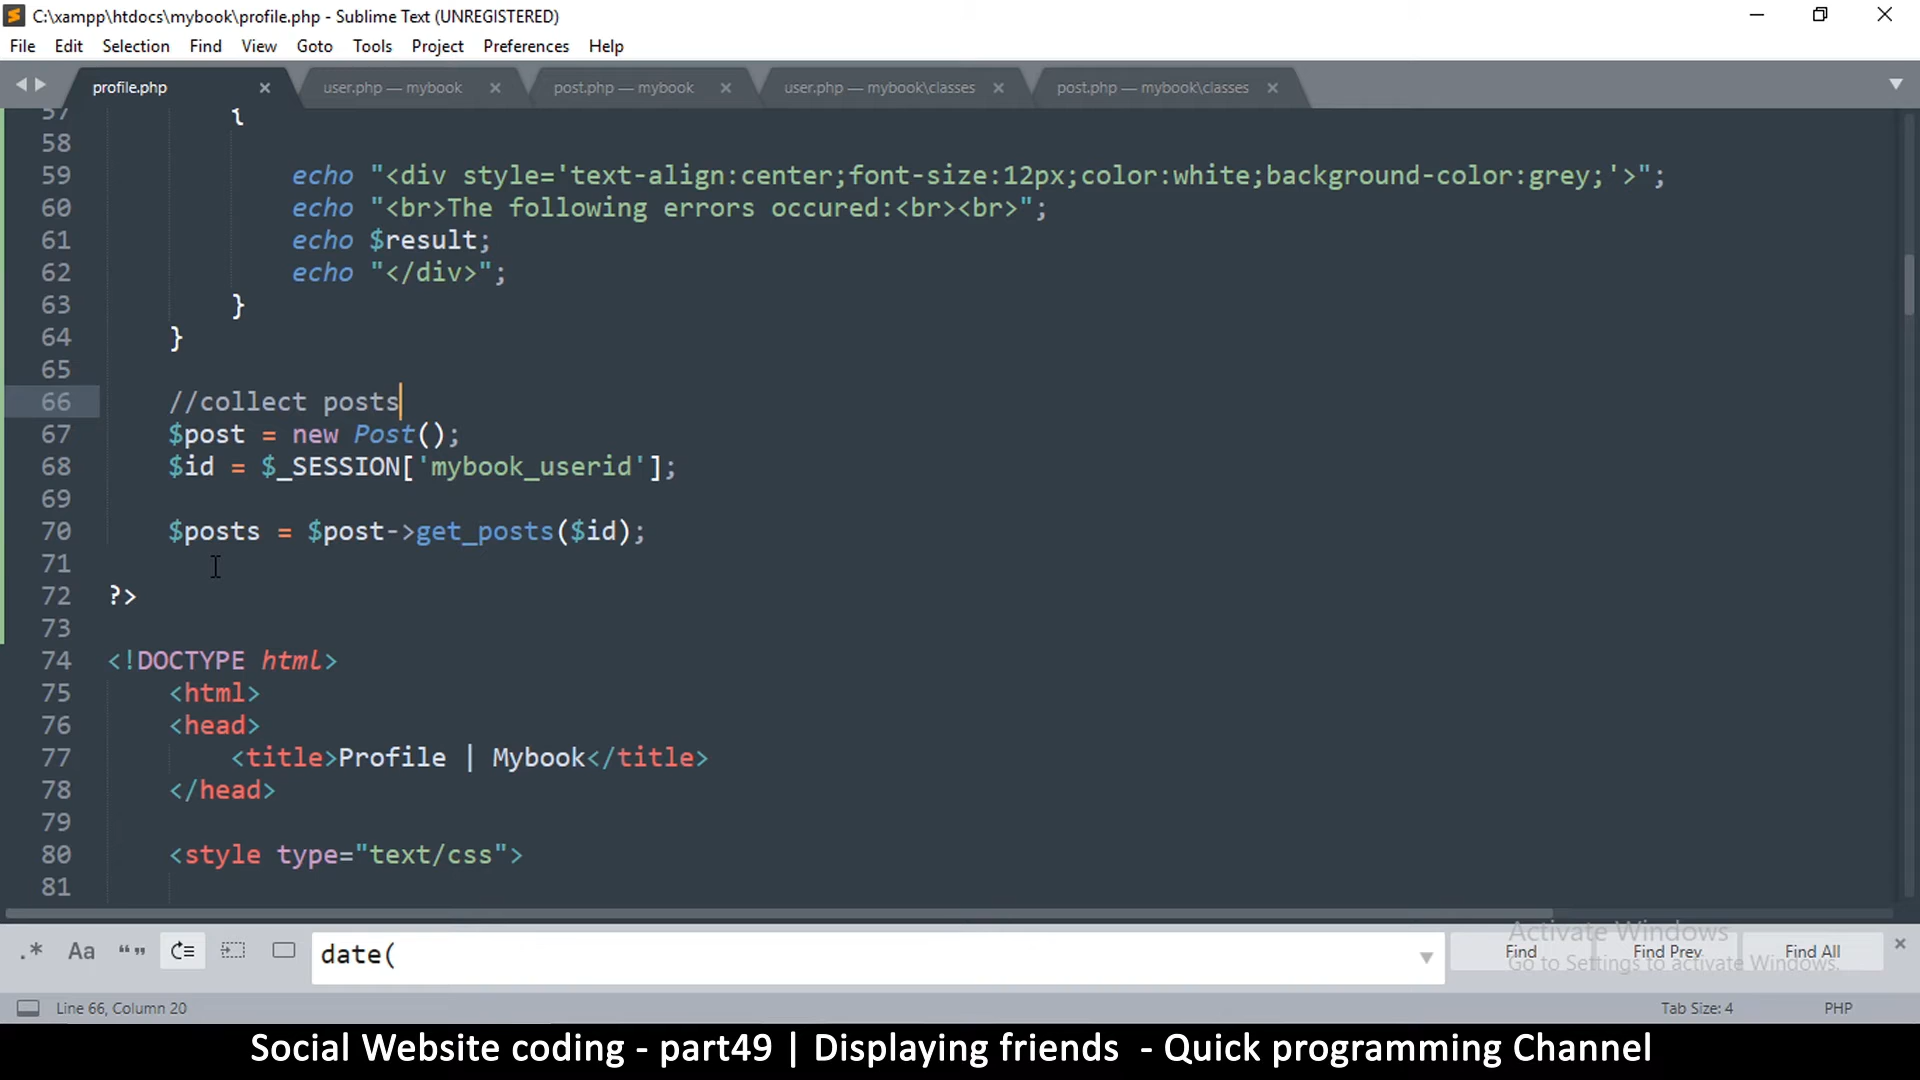 C:\xampp\htdocs\mybook\profile.php - Sublime Text (UNREGISTERED)
File Edit Selection Find View Goto Tools Project Preferences Help
profile.php user.php — mybook post.php — mybook user.php — mybook\classes post.php — mybook\classes
57 {
58
59 echo "<div style='text-align:center;font-size:12px;color:white;background-color:grey;'>";
60 echo "<br>The following errors occured:<br><br>";
61 echo $result;
62 echo "</div>";
63 }
64 }
65
66 //collect posts
67 $post = new Post();
68 $id = $_SESSION['mybook_userid'];
69
70 $posts = $post->get_posts($id);
71
72 ?>
73
74 <!DOCTYPE html>
75 <html>
76 <head>
77 <title>Profile | Mybook</title>
78 </head>
79
80 <style type="text/css">
81
Activate Windows
.* Aa “” date( Find Find Prev Find All
Go to Settings to activate Windows.
Line 66, Column 20 Tab Size: 4 PHP
Social Website coding - part49 | Displaying friends - Quick programming Channel